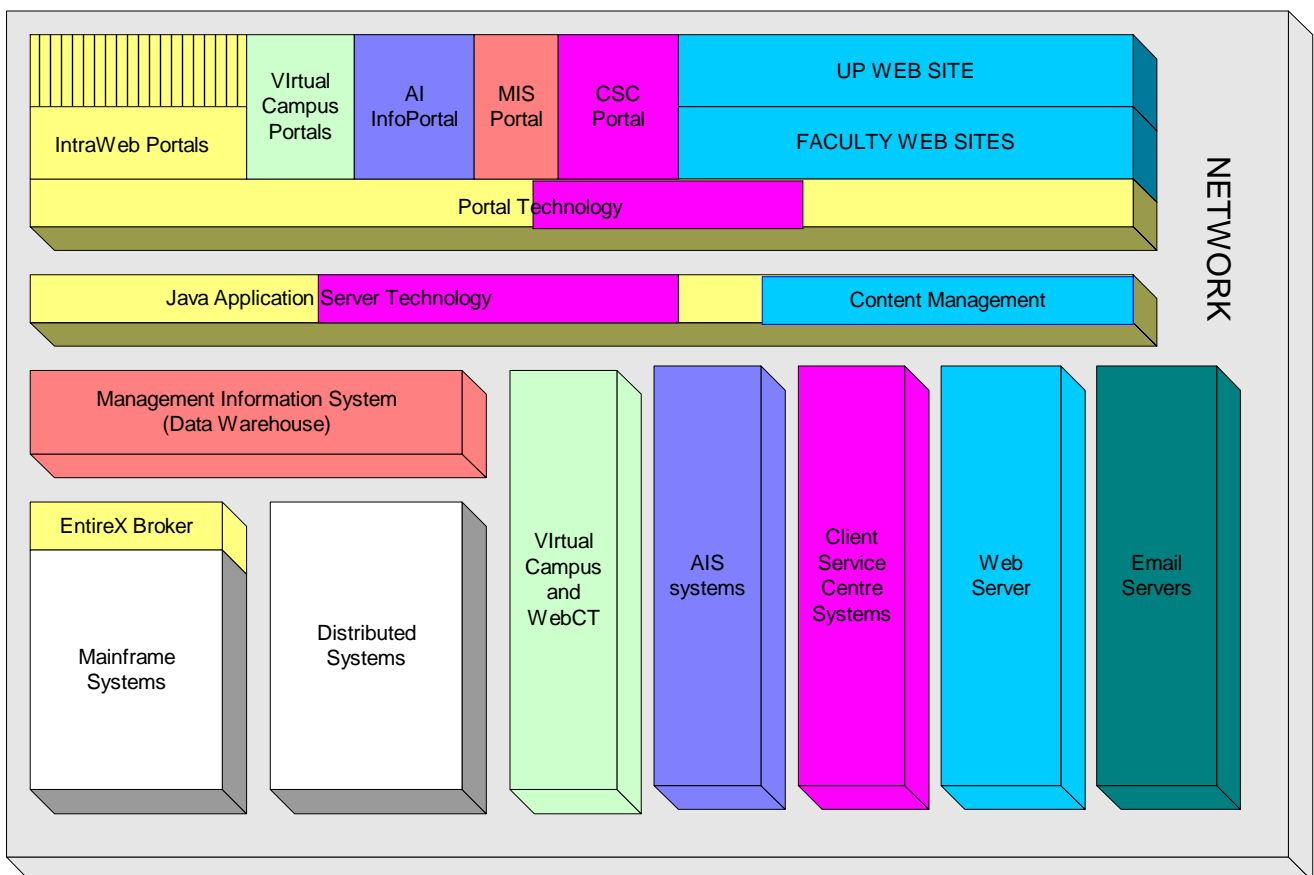 VIrtual
Campus
Portals
AI
InfoPortal
MIS
Portal
CSC
Portal
UP WEB SITE
IntraWeb Portals
FACULTY WEB SITES
Portal Technology
NETWORK
Java Application Server Technology
Content Management
Management Information System
(Data Warehouse)
EntireX Broker
Mainframe
Systems
Distributed
Systems
VIrtual
Campus
and
WebCT
AIS
systems
Client
Service
Centre
Systems
Web
Server
Email
Servers